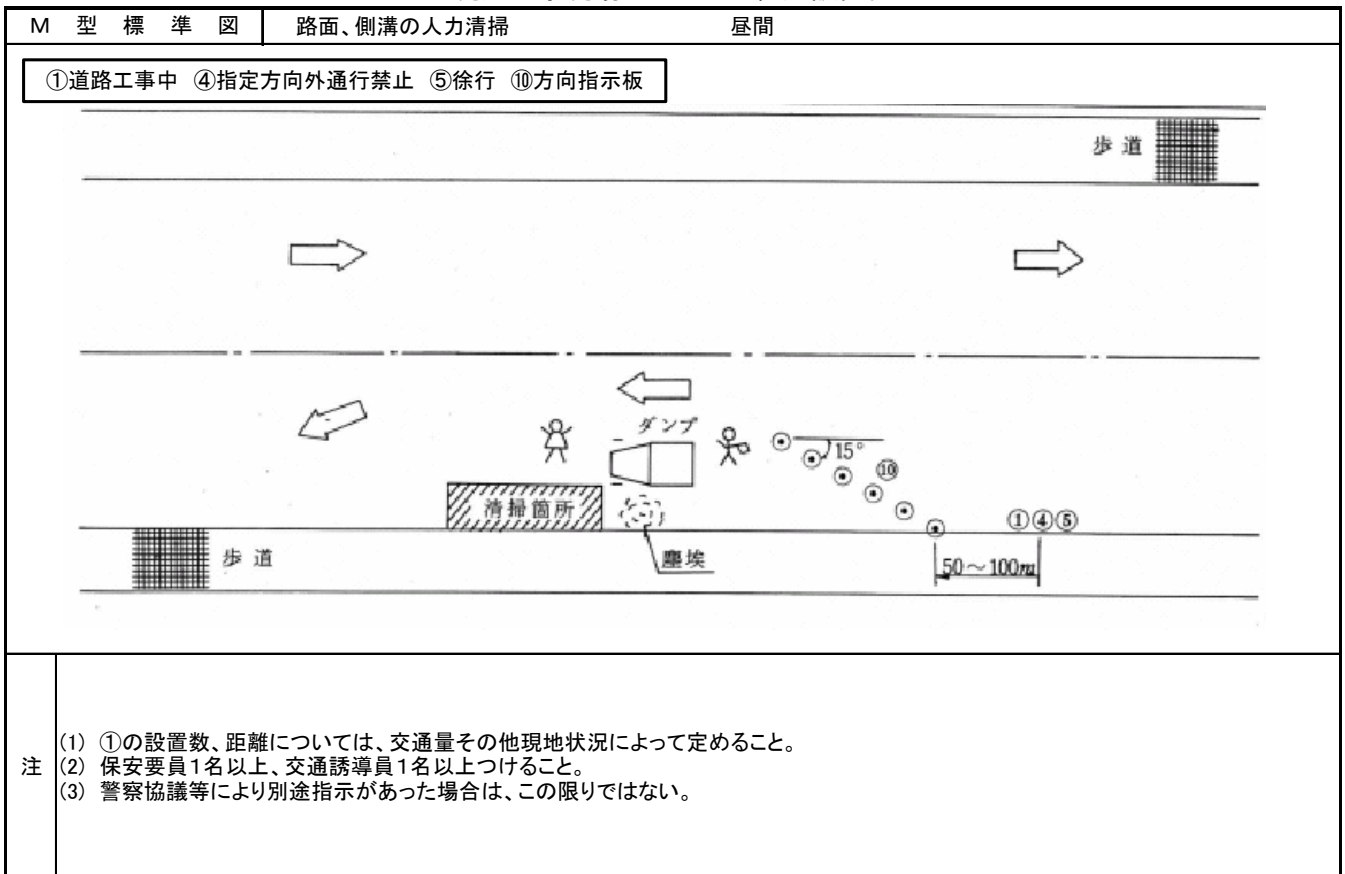 M 型 標 準 図 路面、側溝の人力清掃 昼間
①道路工事中 ④指定方向外通行禁止 ⑤徐行 ⑩方向指示板
歩道
ダンプ
15°
⑩
清掃箇所
①④⑤
歩道
塵埃
50～100m
注
(1) ①の設置数、距離については、交通量その他現地状況によって定めること。
(2) 保安要員1名以上、交通誘導員1名以上つけること。
(3) 警察協議等により別途指示があった場合は、この限りではない。